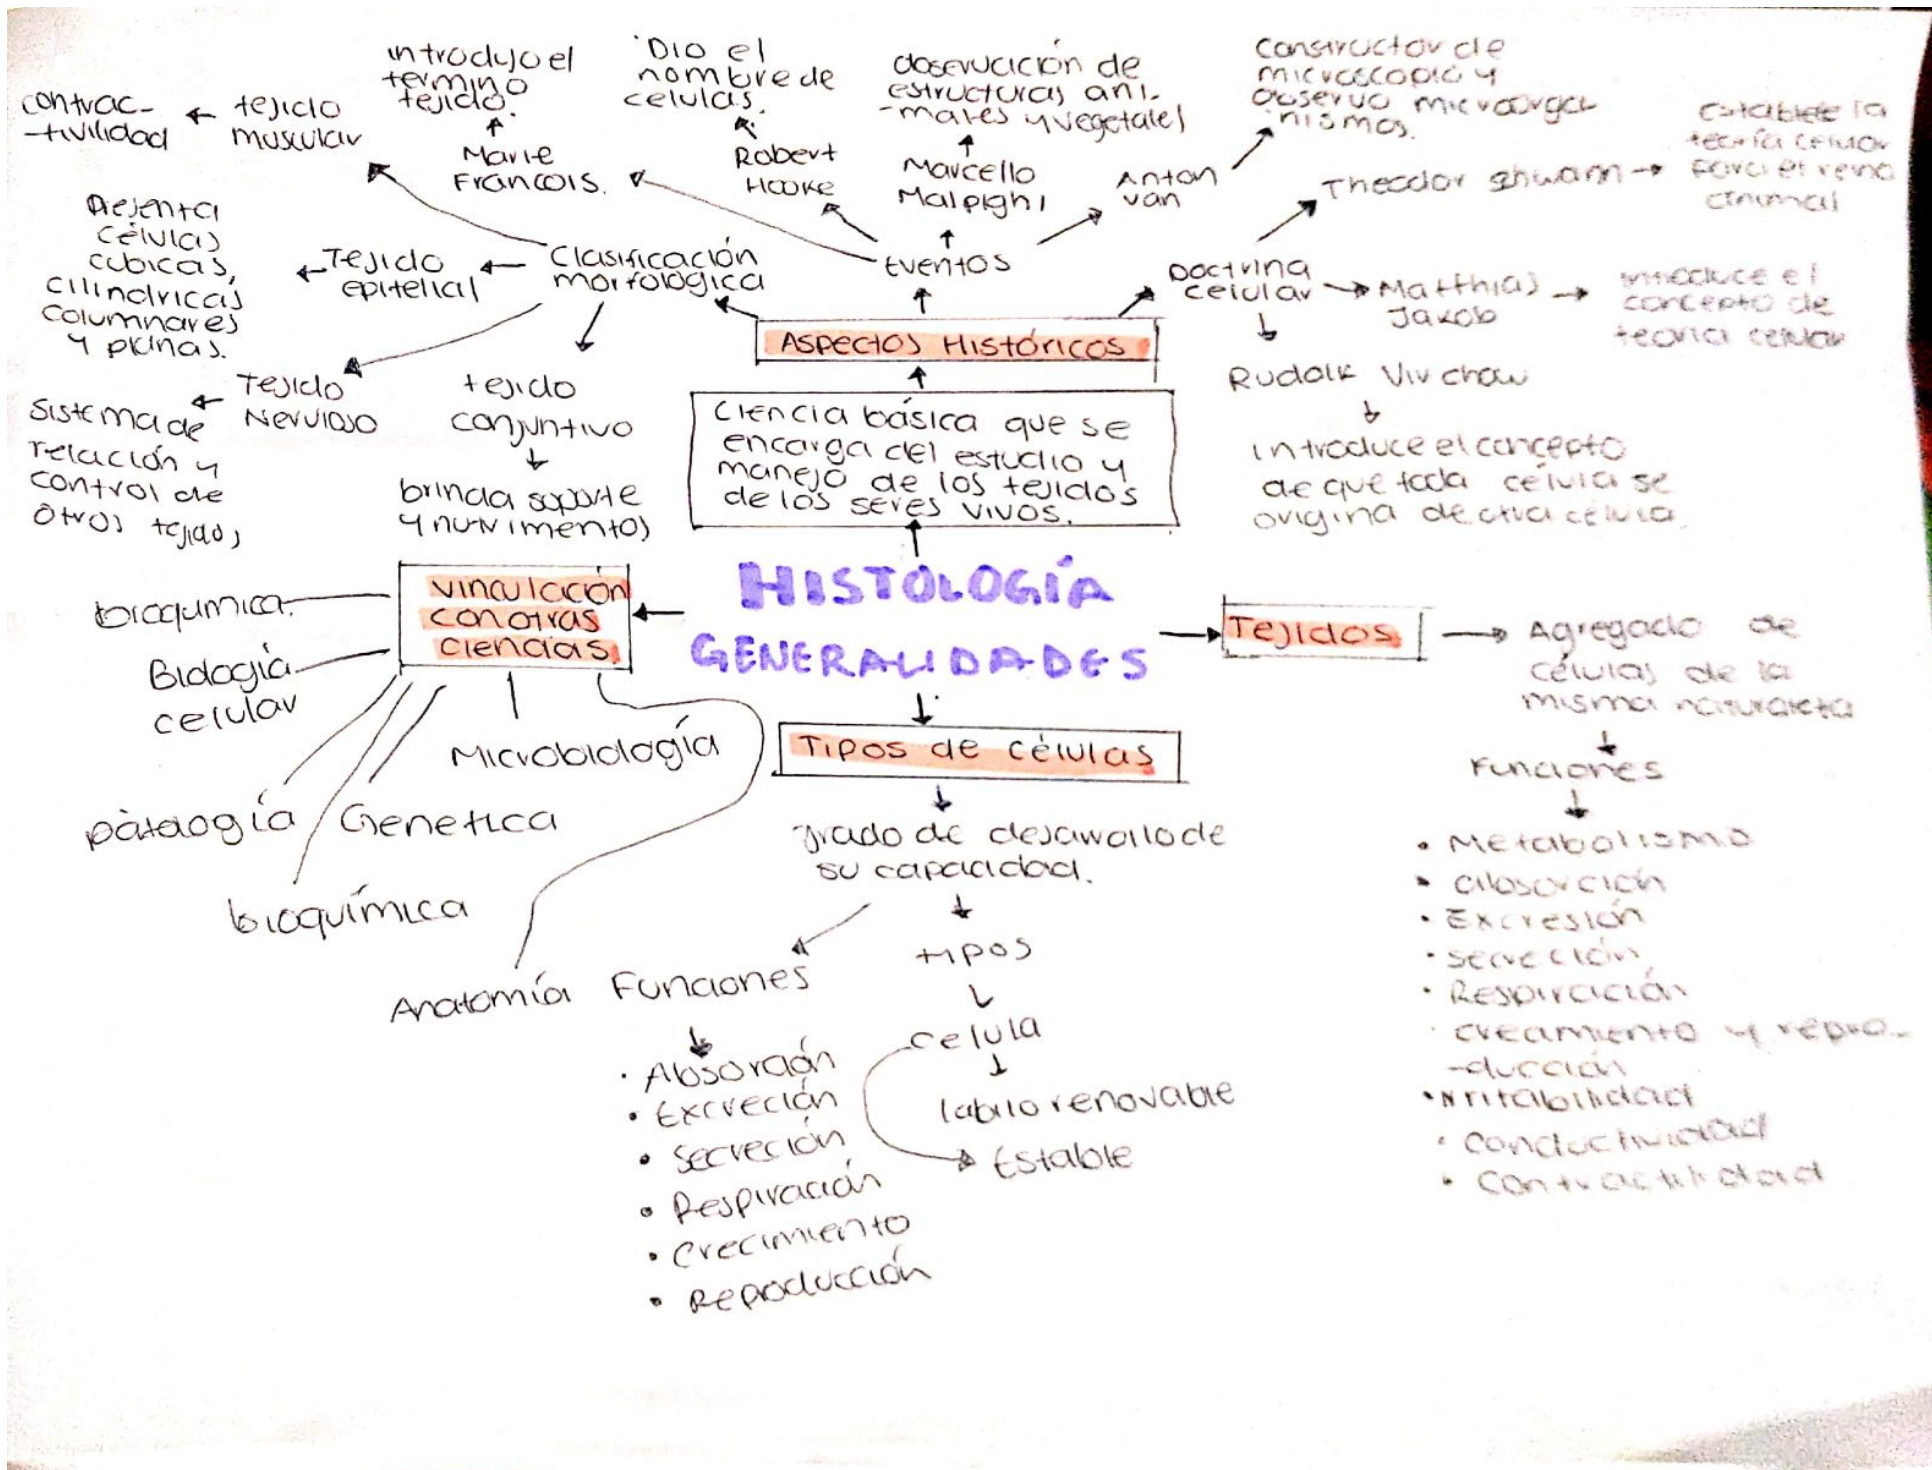 contrac-
-tivilidad
tejido
muscular
introdujo el
termino
tejido.
Marie
Francois.
Dio el
nombre de
celulas.
Robert
Hooke
observación de
estructuras ani-
-males y vegetales
Marcello
Malpighi
constructor de
microscopio y
observo microorga
nismos.
Anton
van
Theodor Shwann
Establece la
teoría celular
para el reino
animal
Presenta
células
cubicas,
cilindricas
columnares
y planas.
Tejido
epitelial
Clasificación
morfológica
Eventos
Doctrina
celular
Matthias
Jakob
introduce el
concepto de
teoria celular
Aspectos Históricos
Rudolk Virchow
introduce el concepto
de que toda célula se
origina de otra célula.
Tejido
Nervioso
Sistema de
relación y
control de
otros tejidos
tejido
conjuntivo
brinda soporte
y nutrimentos
Ciencia básica que se
encarga del estudio y
manejo de los tejidos
de los seres vivos.
HISTOLOGÍA
GENERALIDADES
vinculación
con otras
ciencias.
bioqumica.
Biología
celular
patología
Genetica
Microbiología
bioquímica
Anatomía
Tejidos
Agregado de
células de la
misma naturaleza
Funciones
• Metabolismo
• absorción
• Excresión
• secreción
• Respiración
• creamiento y repro-
-ducción
• irritabilidad
• conductividad
• contractilidad
Tipos de células
grado de desarrollo de
su capacidad.
Funciones
• Absorción
• Excreción
• Secreción
• Respiración
• Crecimiento
• Reproducción
tipos
celula
labil o renovable
Estable